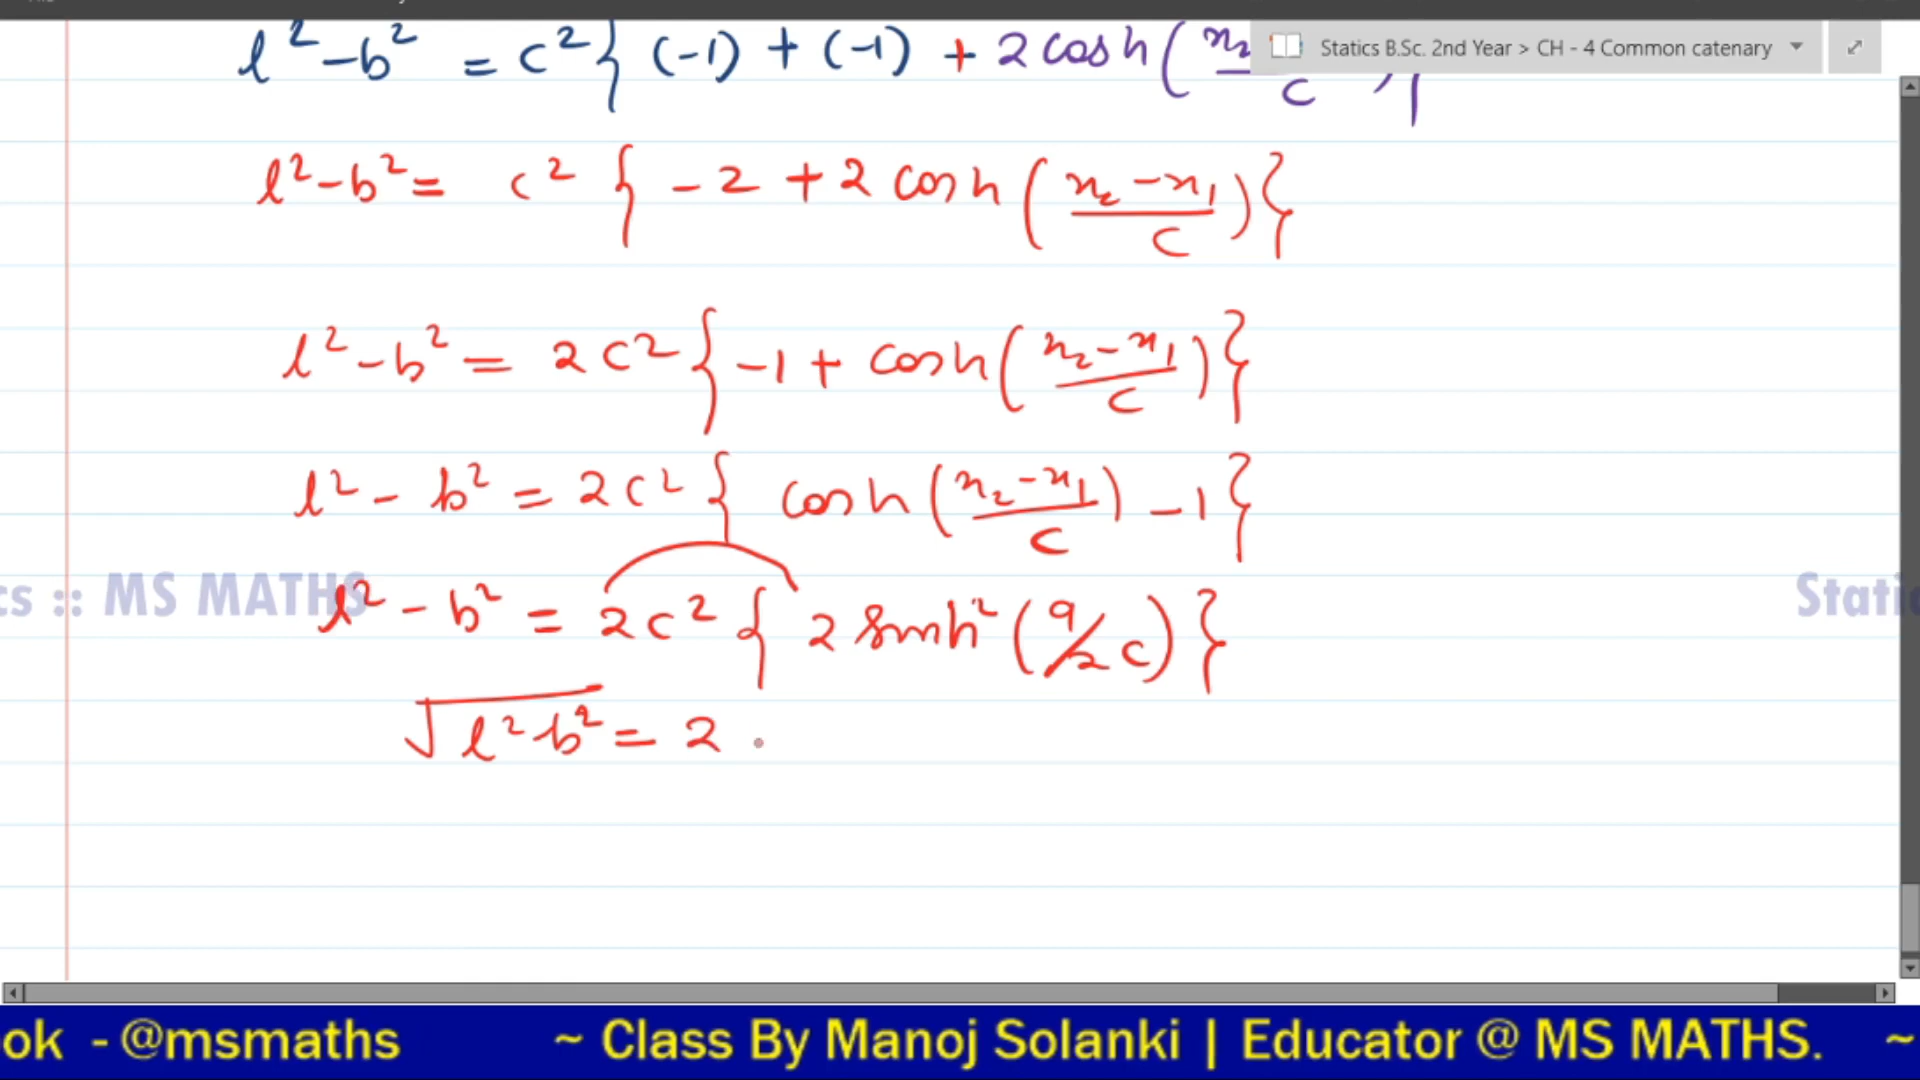 l² - b² = c² { (-1) + (-1) + 2 cosh ( x₂
c
Statics B.Sc. 2nd Year > CH - 4 Common catenary
l² - b² = c² { - 2 + 2 cosh ( x₂ - x₁ / c ) }
l² - b² = 2c² { -1 + cosh ( x₂ - x₁ / c ) }
l² - b² = 2c² { cosh ( x₂ - x₁ / c ) - 1 }
cs :: MS MATHS
Stati
l² - b² = 2c² { 2 sinh² ( a/2c ) }
√l² - b² = 2
ok - @msmaths ~ Class By Manoj Solanki | Educator @ MS MATHS. ~